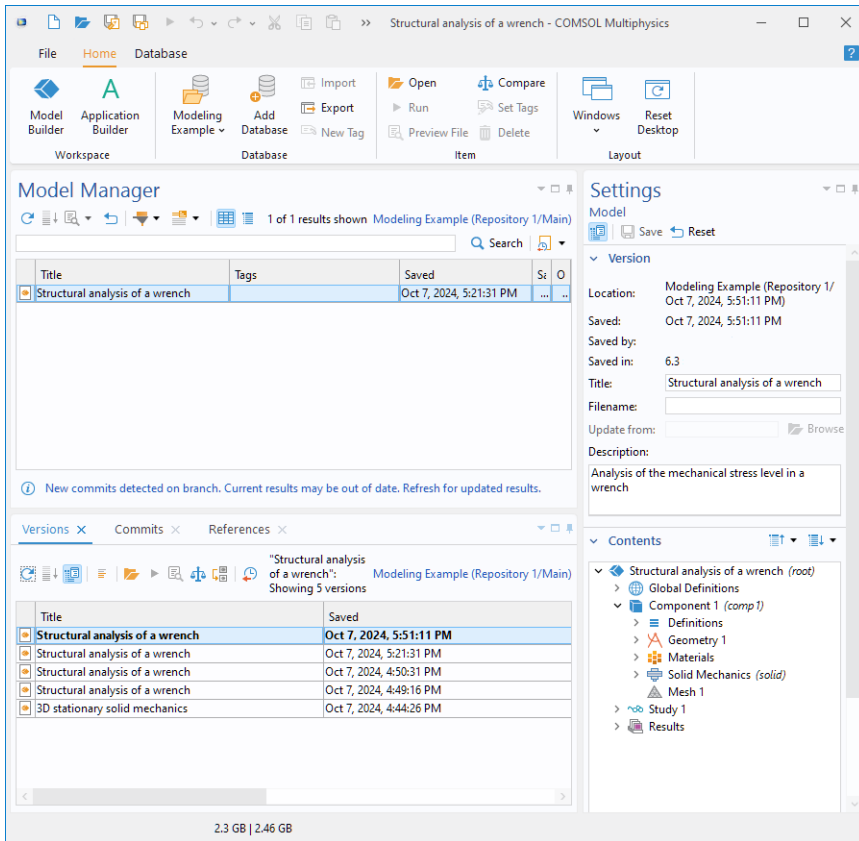 Structural analysis of a wrench - COMSOL Multiphysics
File Home Database
?
Model Builder
Application Builder
Workspace
Modeling Example
Add Database
Import
Export
New Tag
Database
Open
Run
Preview File
Compare
Set Tags
Delete
Item
Windows
Reset Desktop
Layout
Model Manager
1 of 1 results shown Modeling Example (Repository 1/Main)
Search
Title Tags Saved Sa O
Structural analysis of a wrench Oct 7, 2024, 5:21:31 PM ... ..
New commits detected on branch. Current results may be out of date. Refresh for updated results.
Versions Commits References
"Structural analysis
of a wrench":
Showing 5 versions
Modeling Example (Repository 1/Main)
Title Saved
Structural analysis of a wrench Oct 7, 2024, 5:51:11 PM
Structural analysis of a wrench Oct 7, 2024, 5:21:31 PM
Structural analysis of a wrench Oct 7, 2024, 4:50:31 PM
Structural analysis of a wrench Oct 7, 2024, 4:49:16 PM
3D stationary solid mechanics Oct 7, 2024, 4:44:26 PM
2.3 GB | 2.46 GB
Settings
Model
Save Reset
Version
Location: Modeling Example (Repository 1/
Oct 7, 2024, 5:51:11 PM)
Saved: Oct 7, 2024, 5:51:11 PM
Saved by:
Saved in: 6.3
Title: Structural analysis of a wrench
Filename:
Update from: Browse
Description:
Analysis of the mechanical stress level in a
wrench
Contents
Structural analysis of a wrench (root)
Global Definitions
Component 1 (comp1)
Definitions
Geometry 1
Materials
Solid Mechanics (solid)
Mesh 1
Study 1
Results